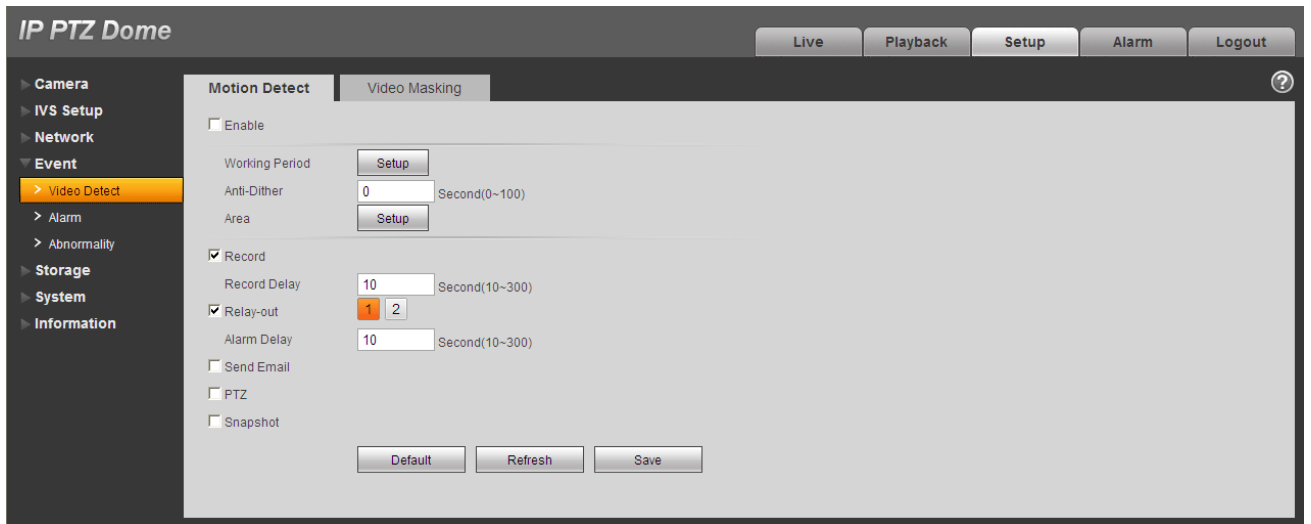 IP PTZ Dome
Live Playback Setup Alarm Logout
Camera
IVS Setup
Network
Event
Video Detect
Alarm
Abnormality
Storage
System
Information
Motion Detect Video Masking
?
Enable
Working Period Setup
Anti-Dither 0 Second(0~100)
Area Setup
Record
Record Delay 10 Second(10~300)
Relay-out 1 2
Alarm Delay 10 Second(10~300)
Send Email
PTZ
Snapshot
Default Refresh Save